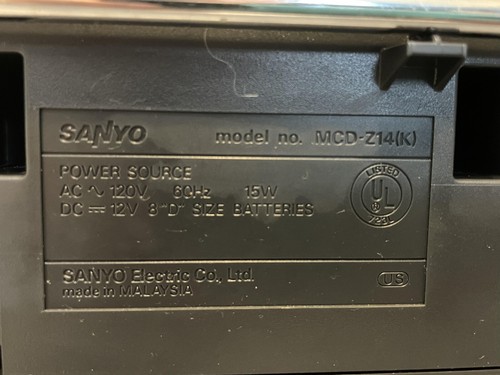 SANYO model no. MCD-Z14(K)
POWER SOURCE
AC ∿ 120V 60Hz 15W
DC ⎓ 12V 8 "D" SIZE BATTERIES
LISTED
UL
®
SANYO Electric Co., Ltd.
made in MALAYSIA
US